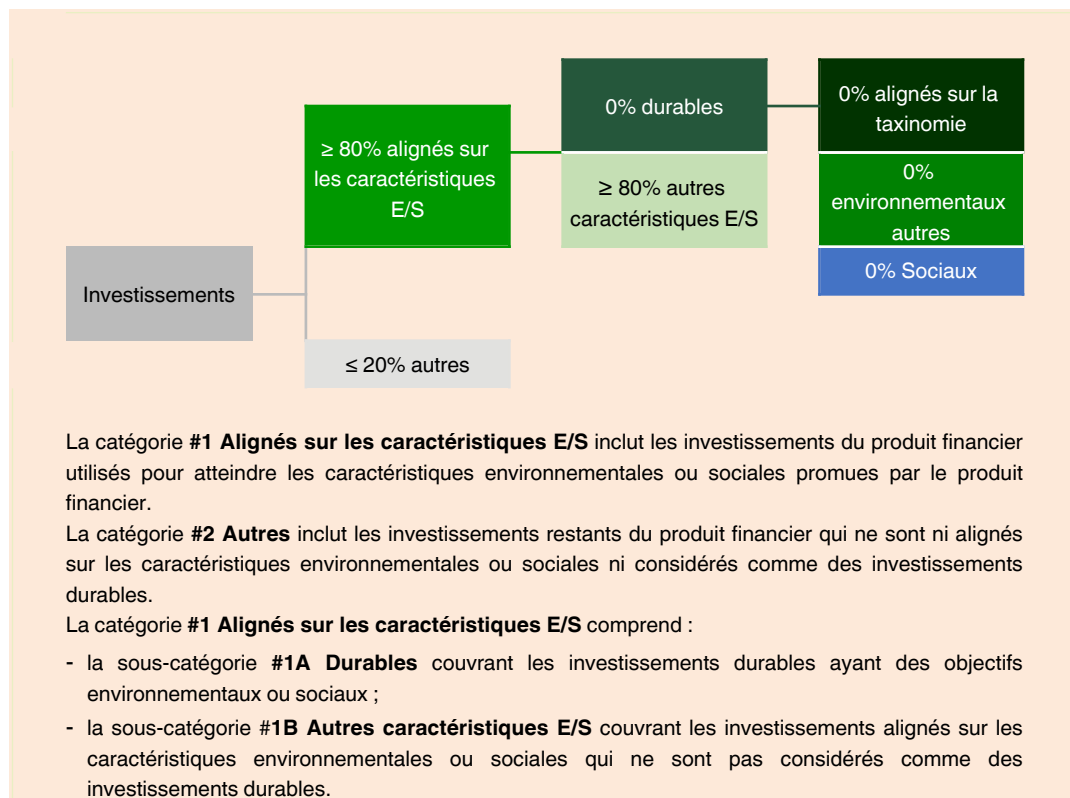 0% durables
0% alignés sur la
taxinomie
≥ 80% alignés sur
les caractéristiques
E/S
≥ 80% autres
caractéristiques E/S
0%
environnementaux
autres
0% Sociaux
Investissements
≤ 20% autres
La catégorie #1 Alignés sur les caractéristiques E/S inclut les investissements du produit financier
utilisés pour atteindre les caractéristiques environnementales ou sociales promues par le produit
financier.
La catégorie #2 Autres inclut les investissements restants du produit financier qui ne sont ni alignés
sur les caractéristiques environnementales ou sociales ni considérés comme des investissements
durables.
La catégorie #1 Alignés sur les caractéristiques E/S comprend :
- la sous-catégorie #1A Durables couvrant les investissements durables ayant des objectifs
environnementaux ou sociaux ;
- la sous-catégorie #1B Autres caractéristiques E/S couvrant les investissements alignés sur les
caractéristiques environnementales ou sociales qui ne sont pas considérés comme des
investissements durables.